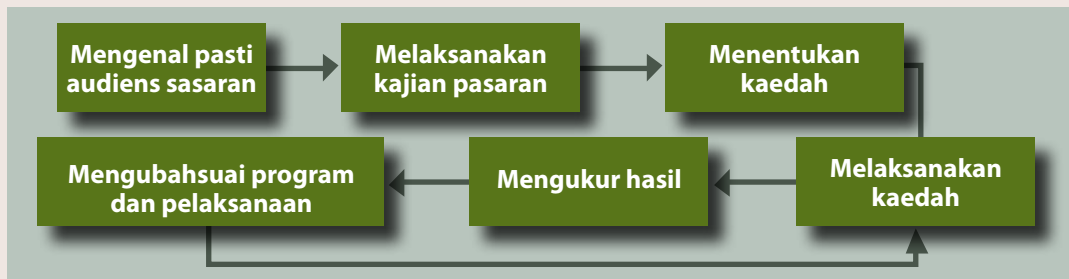 Mengenal pasti
audiens sasaran
Melaksanakan
kajian pasaran
Menentukan
kaedah
Melaksanakan
kaedah
Mengukur hasil
Mengubahsuai program
dan pelaksanaan